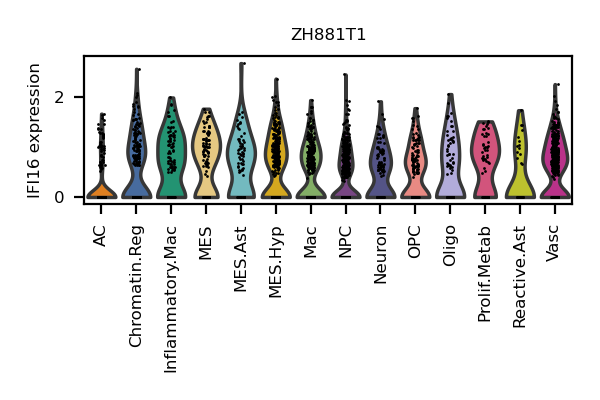 ZH881T1
IFI16 expression
2
0
AC
Chromatin.Reg
Inflammatory.Mac
MES
MES.Ast
MES.Hyp
Mac
NPC
Neuron
OPC
Oligo
Prolif.Metab
Reactive.Ast
Vasc